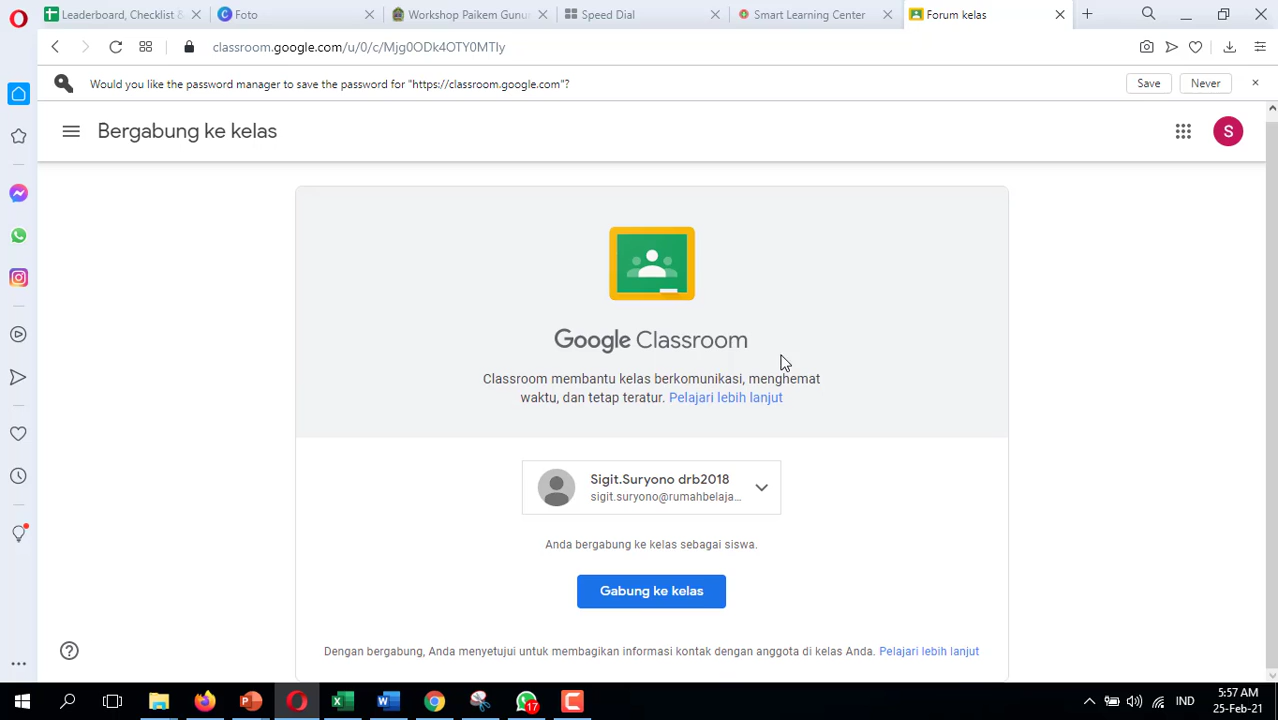 Leaderboard, Checklist &
Foto
Workshop Paikem Gunu
Speed Dial
Smart Learning Center
Forum kelas
classroom.google.com/u/0/c/Mjg0ODk4OTY0MTIy
Would you like the password manager to save the password for "https://classroom.google.com"?
Save
Never
Bergabung ke kelas
S
Google Classroom
Classroom membantu kelas berkomunikasi, menghemat
waktu, dan tetap teratur. Pelajari lebih lanjut
Sigit.Suryono drb2018
sigit.suryono@rumahbelaja...
Anda bergabung ke kelas sebagai siswa.
Gabung ke kelas
Dengan bergabung, Anda menyetujui untuk membagikan informasi kontak dengan anggota di kelas Anda. Pelajari lebih lanjut
17
IND
5:57 AM
25-Feb-21